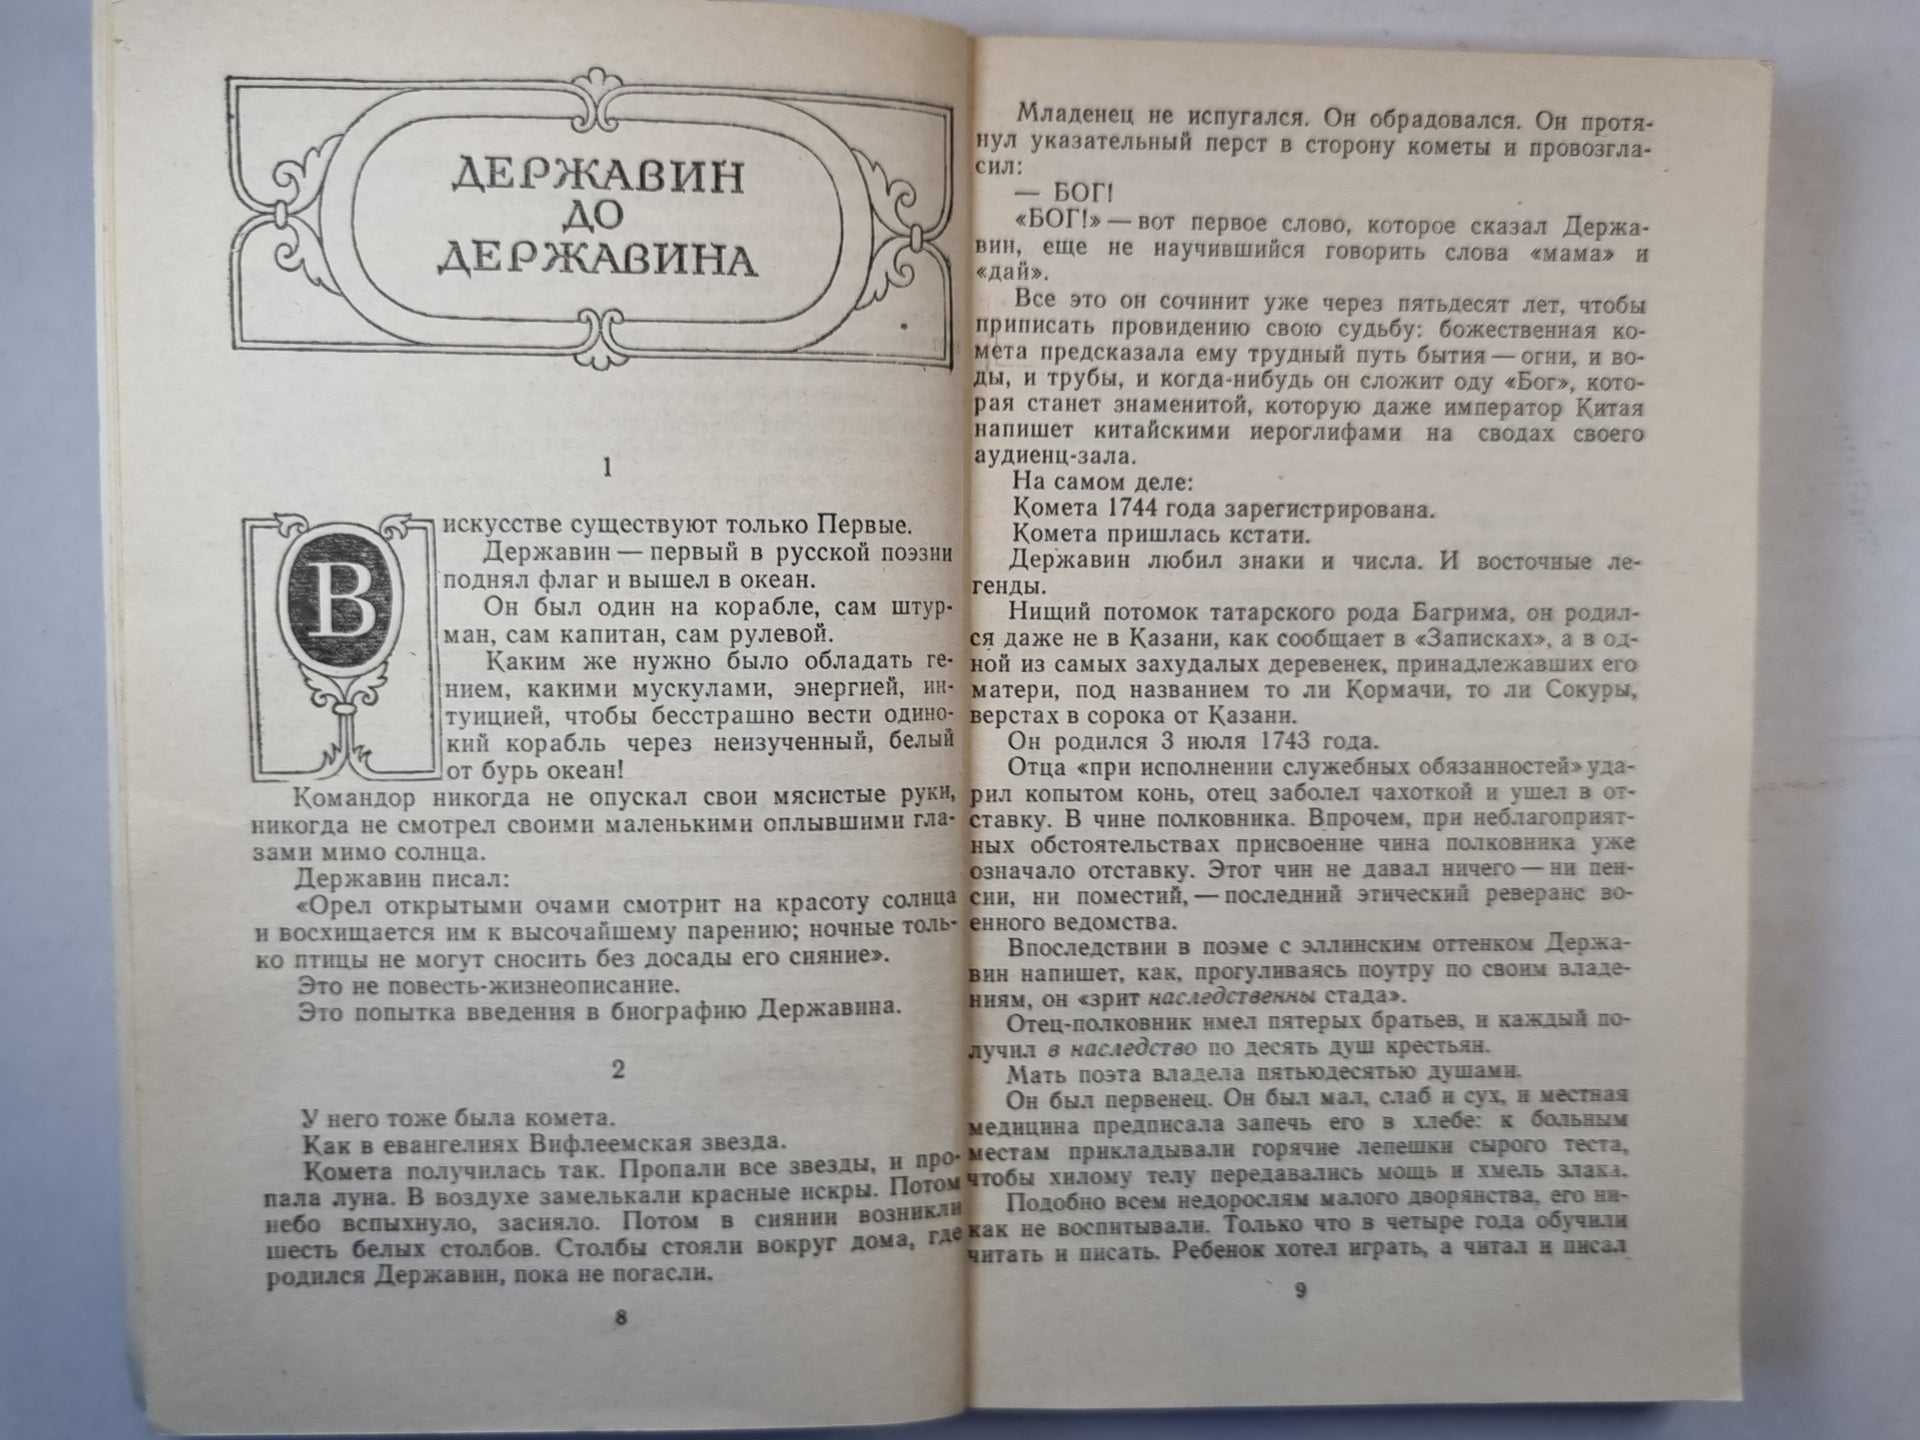 ДЕРЖАВИН
ДО
ДЕРЖАВИНА
1
В искусстве существуют только Первые.
Державин — первый в русской поэзии
поднял флаг и вышел в океан.
Он был один на корабле, сам штур-
ман, сам капитан, сам рулевой.
Каким же нужно было обладать ге-
нием, какими мускулами, энергией, ин-
туицией, чтобы бесстрашно вести одино-
кий корабль через неизученный, белый
от бурь океан!
Командор никогда не опускал свои мясистые руки,
никогда не смотрел своими маленькими оплывшими гла-
зами мимо солнца.
Державин писал:
«Орел открытыми очами смотрит на красоту солнца
и восхищается им к высочайшему парению; ночные толь-
ко птицы не могут сносить без досады его сияние».
Это не повесть-жизнеописание.
Это попытка введения в биографию Державина.
2
У него тоже была комета.
Как в евангелиях Вифлеемская звезда.
Комета получилась так. Пропали все звезды, и про-
пала луна. В воздухе замелькали красные искры. Потом
небо вспыхнуло, засияло. Потом в сиянии возникли
шесть белых столбов. Столбы стояли вокруг дома, где
родился Державин, пока не погасли.
8
Младенец не испугался. Он обрадовался. Он протя-
нул указательный перст в сторону кометы и провозгла-
сил:
— БОГ!
«БОГ!» — вот первое слово, которое сказал Держа-
вин, еще не научившийся говорить слова «мама» и
«дай».
Все это он сочинит уже через пятьдесят лет, чтобы
приписать провидению свою судьбу: божественная ко-
мета предсказала ему трудный путь бытия — огни, и во-
ды, и трубы, и когда-нибудь он сложит оду «Бог», кото-
рая станет знаменитой, которую даже император Китая
напишет китайскими иероглифами на сводах своего
аудиенц-зала.
На самом деле:
Комета 1744 года зарегистрирована.
Комета пришлась кстати.
Державин любил знаки и числа. И восточные ле-
генды.
Нищий потомок татарского рода Багрима, он родил-
ся даже не в Казани, как сообщает в «Записках», а в од-
ной из самых захудалых деревенек, принадлежавших его
матери, под названием то ли Кормачи, то ли Сокуры,
верстах в сорока от Казани.
Он родился 3 июля 1743 года.
Отца «при исполнении служебных обязанностей» уда-
рил копытом конь, отец заболел чахоткой и ушел в от-
ставку. В чине полковника. Впрочем, при неблагоприят-
ных обстоятельствах присвоение чина полковника уже
означало отставку. Этот чин не давал ничего — ни пен-
сии, ни поместий, — последний этический реверанс во-
енного ведомства.
Впоследствии в поэме с эллинским оттенком Держа-
вин напишет, как, прогуливаясь поутру по своим владе-
ниям, он «зрит наследственны стада».
Отец-полковник имел пятерых братьев, и каждый по-
лучил в наследство по десять душ крестьян.
Мать поэта владела пятьюдесятью душами.
Он был первенец. Он был мал, слаб и сух, и местная
медицина предписала запечь его в хлебе: к больным
местам прикладывали горячие лепешки сырого теста,
чтобы хилому телу передавались мощь и хмель злака.
Подобно всем недорослям малого дворянства, его ни-
как не воспитывали. Только что в четыре года обучили
читать и писать. Ребенок хотел играть, а читал и писал
9